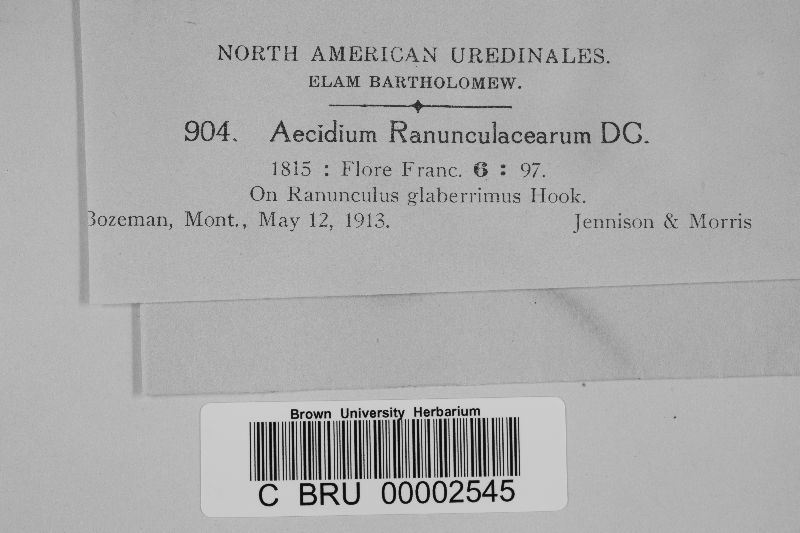 NORTH AMERICAN UREDINALES.
ELAM BARTHOLOMEW.
904. Aecidium Ranunculacearum DC.
1815 : Flore Franc. 6 : 97.
On Ranunculus glaberrimus Hook.
Bozeman, Mont., May 12, 1913. Jennison & Morris
Brown University Herbarium
C BRU 00002545